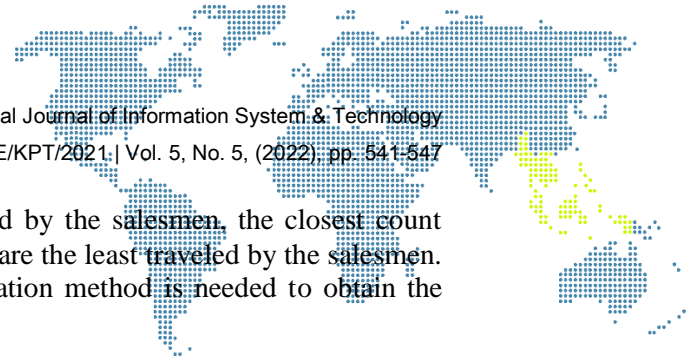 al Journal of Information System & Technology
E/KPT/2021 | Vol. 5, No. 5, (2022), pp. 541-547
d by the salesmen, the closest count
are the least traveled by the salesmen.
ation method is needed to obtain the